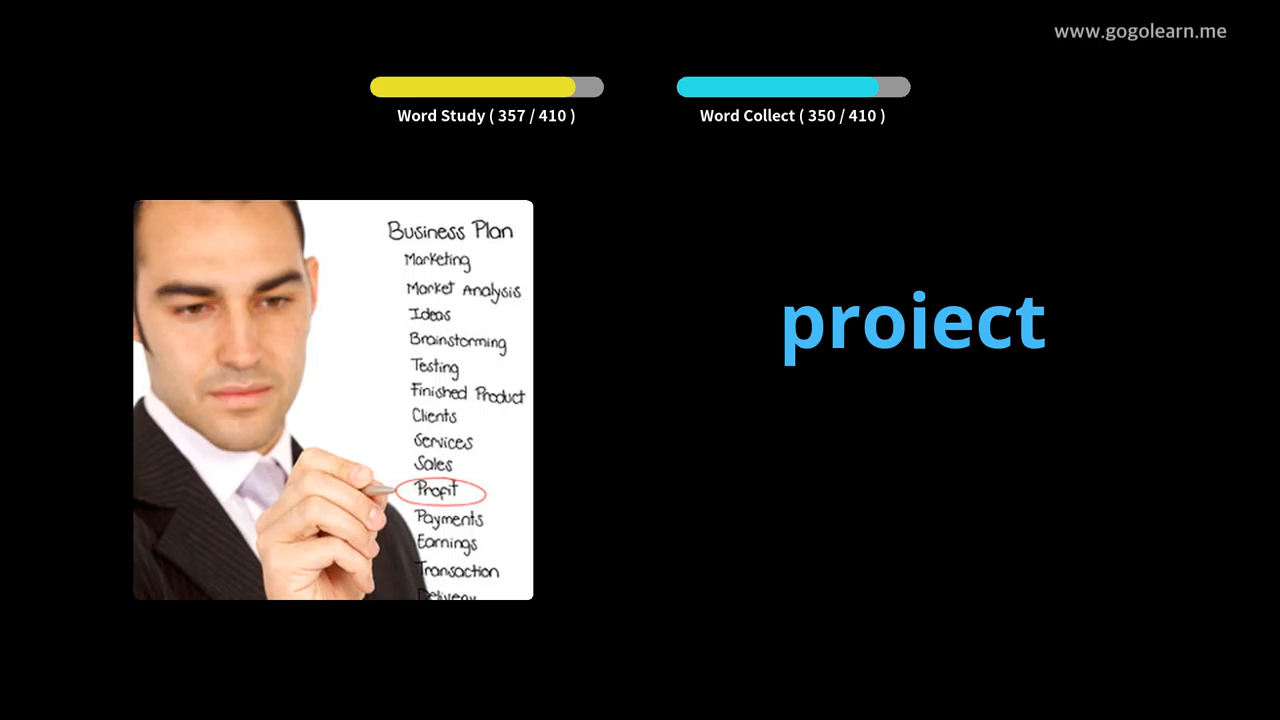 www.gogolearn.me
Word Study ( 357 / 410 )
Word Collect ( 350 / 410 )
Business Plan
Marketing
Market Analysis
Ideas
Brainstorming
Testing
Finished Product
Clients
Services
Sales
Profit
Payments
Earnings
Transaction
Delivery
proiect